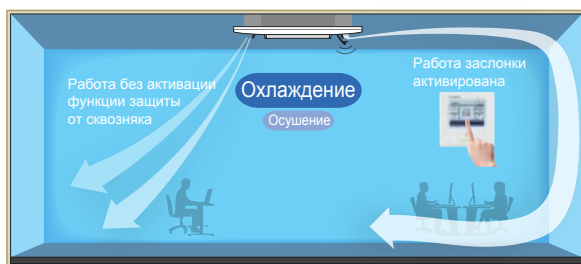 Работа без активации
функции защиты
от сквозняка
Охлаждение
Осушение
Работа заслонки
активирована